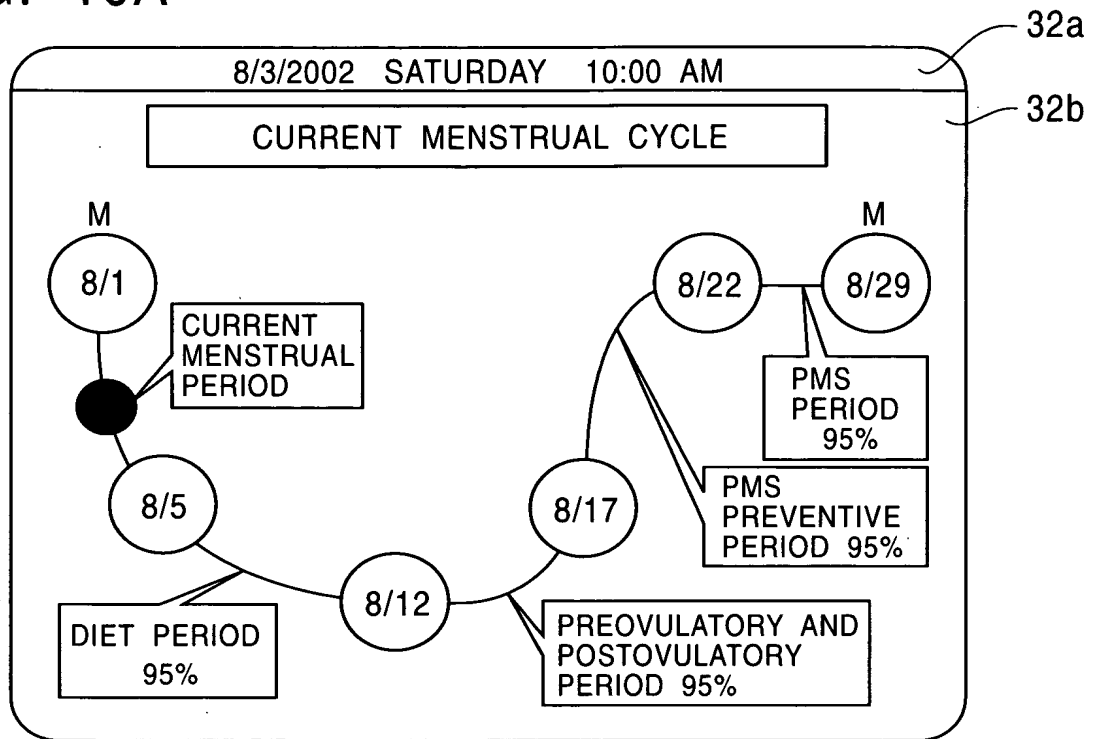 32a
8/3/2002 SATURDAY 10:00 AM
32b
CURRENT MENSTRUAL CYCLE
M
M
8/1
8/22
8/29
CURRENT
MENSTRUAL
PERIOD
PMS
PERIOD
95%
8/5
8/17
PMS
PREVENTIVE
PERIOD 95%
8/12
DIET PERIOD
95%
PREOVULATORY AND
POSTOVULATORY
PERIOD 95%